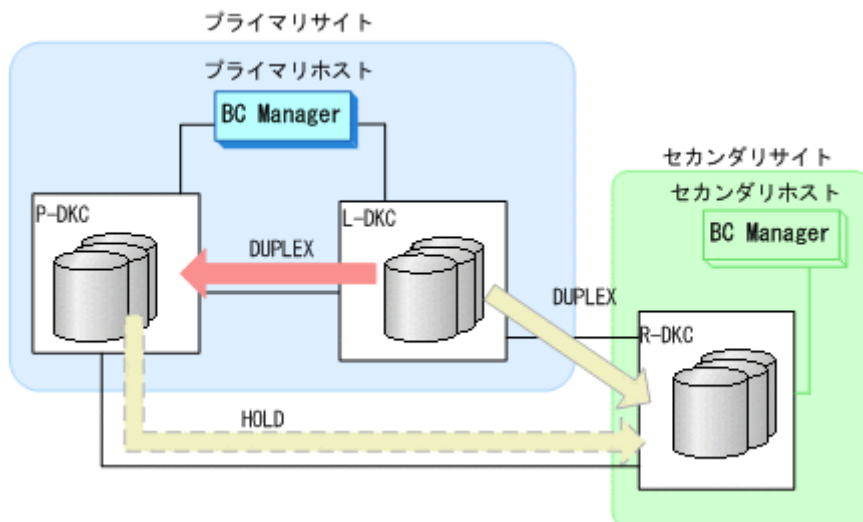 プライマリサイト
プライマリホスト
BC Manager
セカンダリサイト
セカンダリホスト
BC Manager
P-DKC
L-DKC
DUPLEX
DUPLEX
R-DKC
HOLD